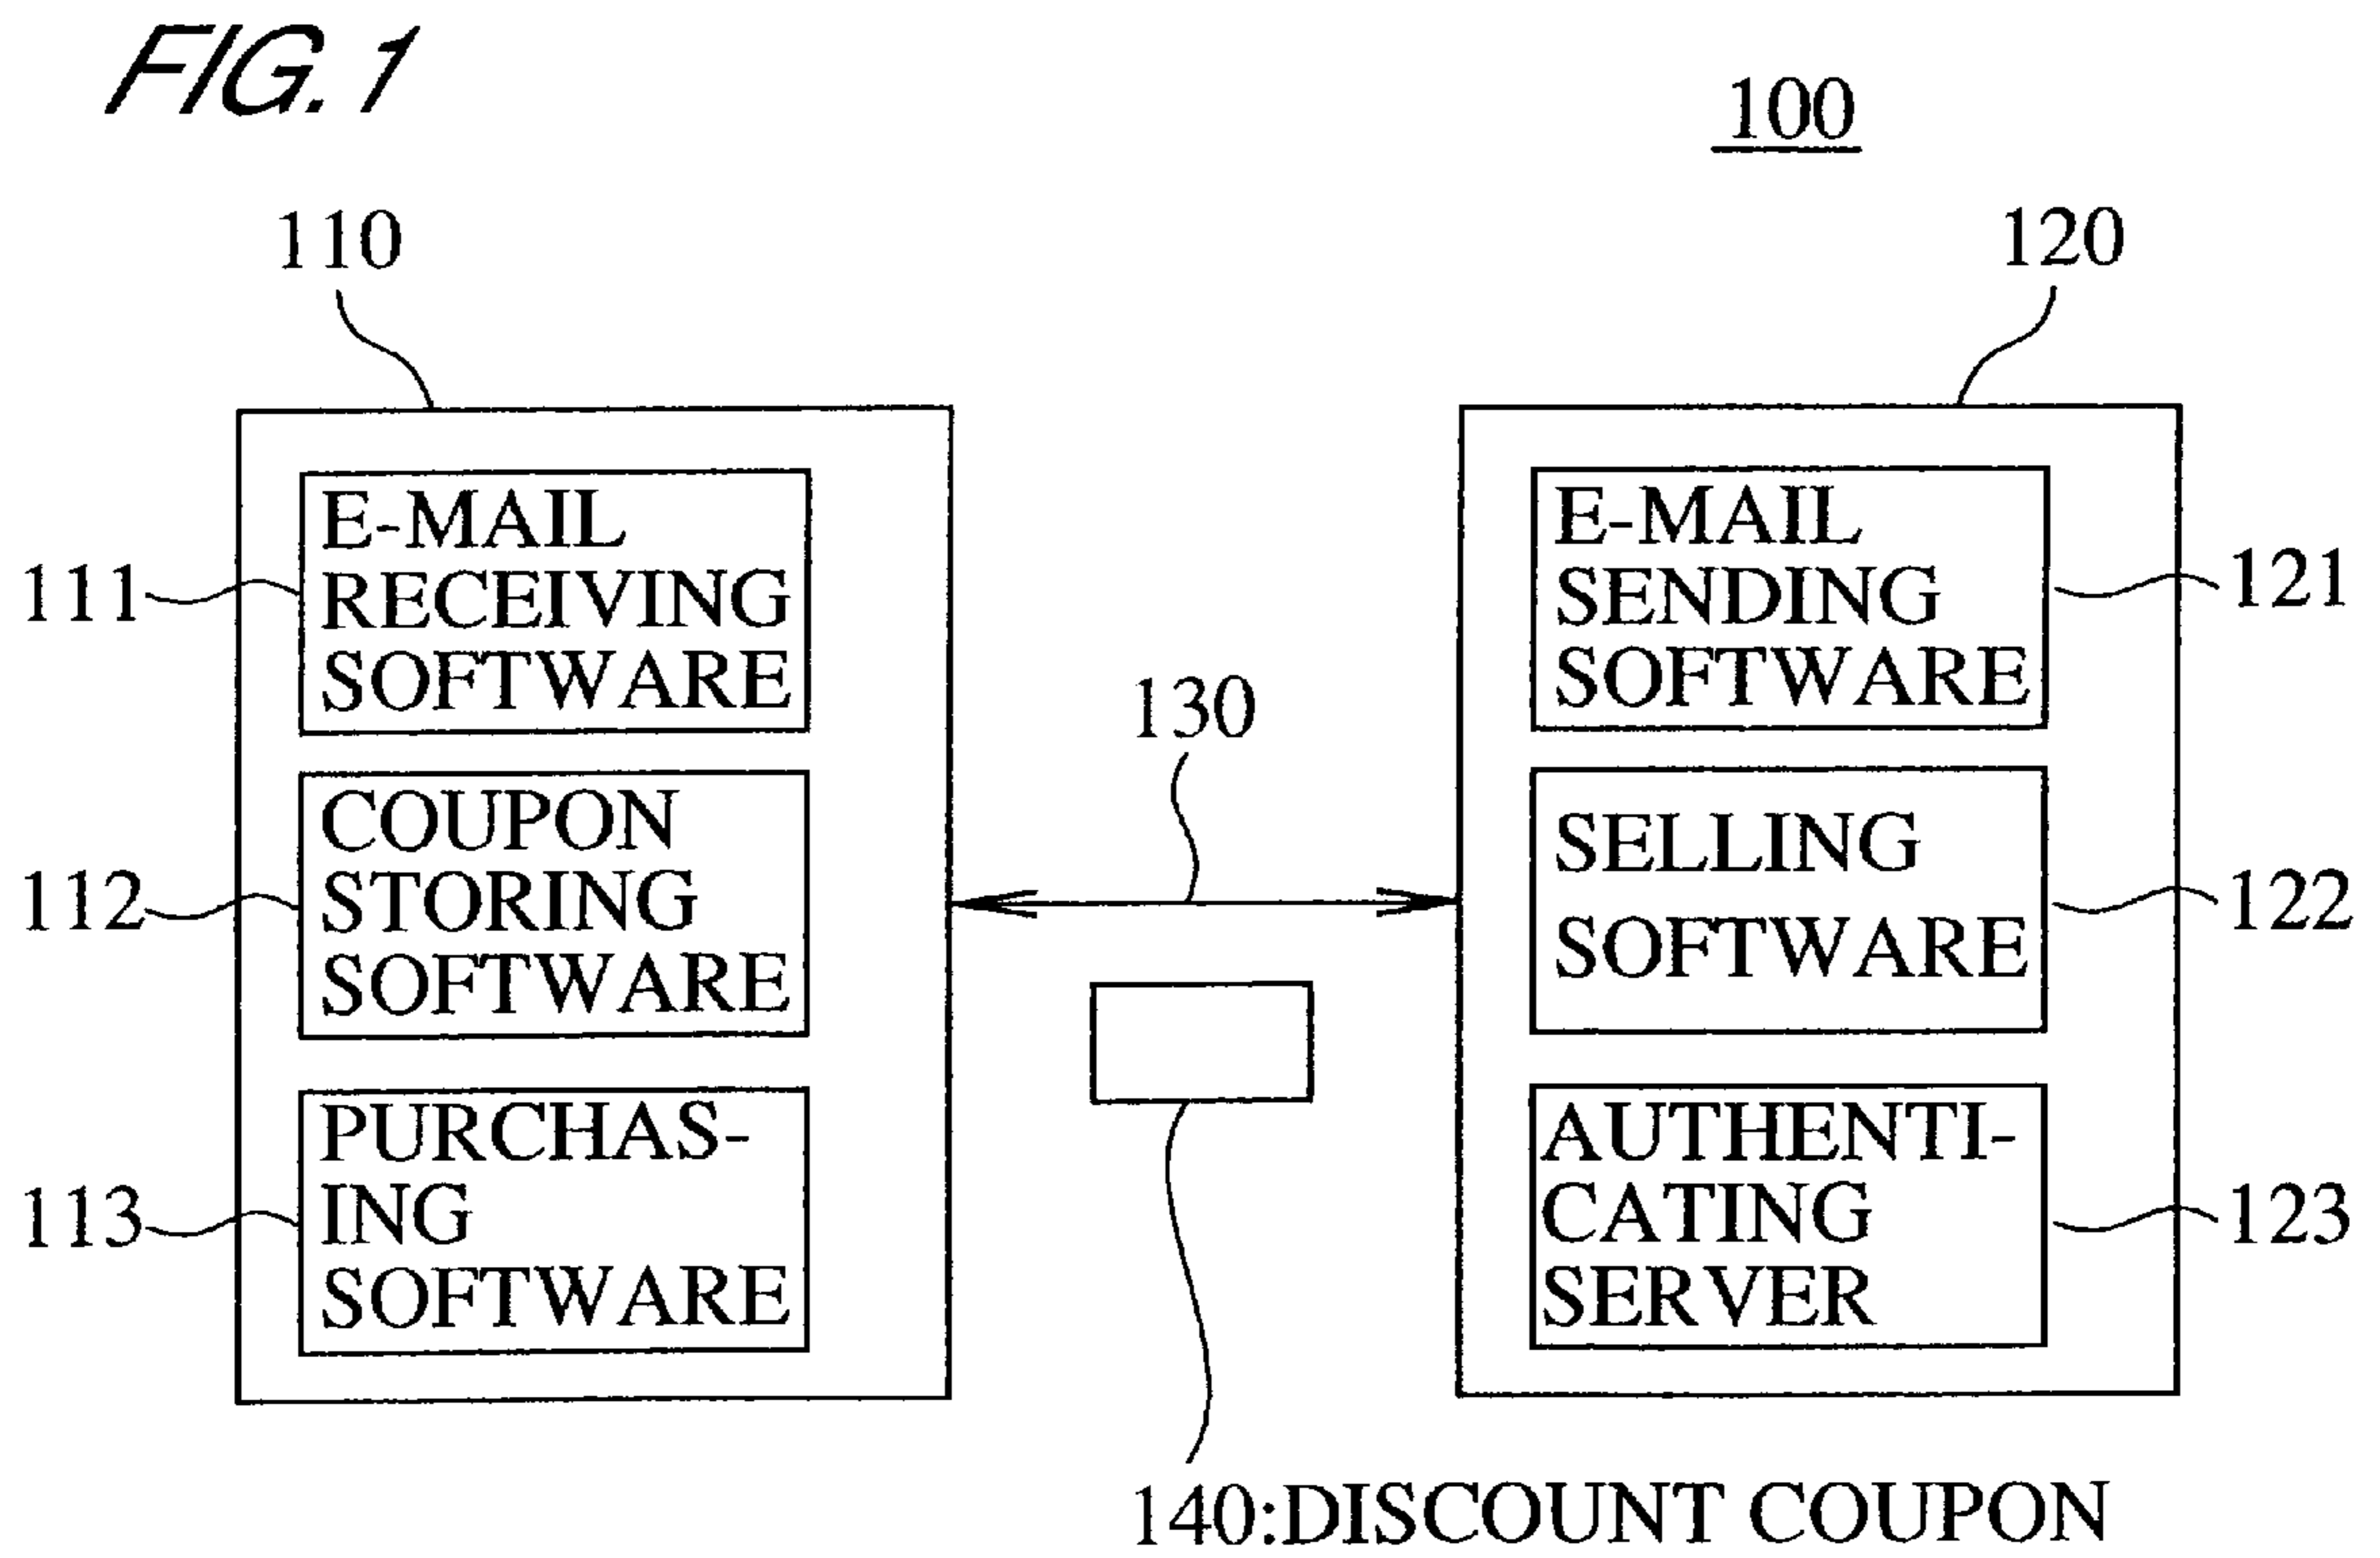 FIG. 1
100
110
120
111
E-MAIL
RECEIVING
SOFTWARE
112
COUPON
STORING
SOFTWARE
113
PURCHAS-
ING
SOFTWARE
130
140:DISCOUNT COUPON
E-MAIL
SENDING
SOFTWARE
121
SELLING
SOFTWARE
122
AUTHENTI-
CATING
SERVER
123